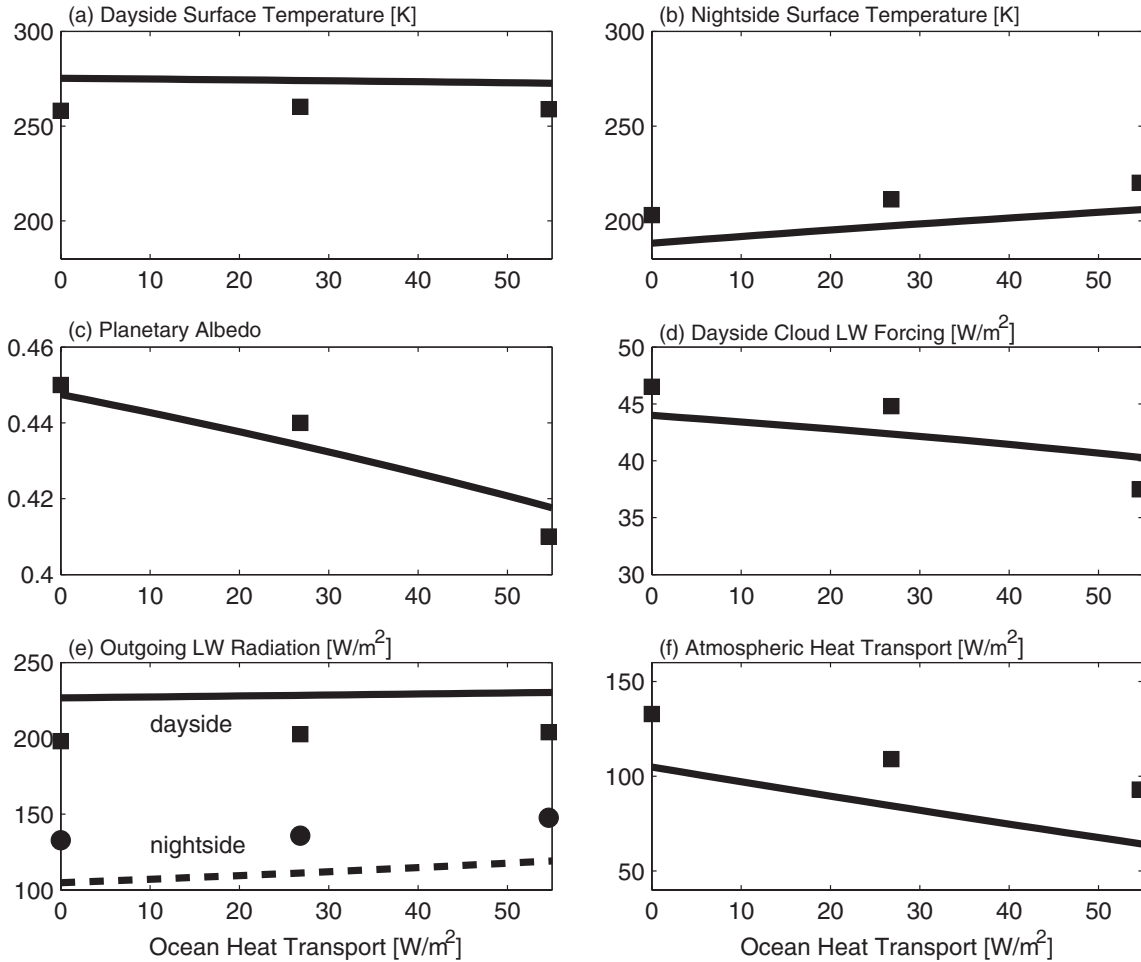 (a) Dayside Surface Temperature [K]
300
250
200
0 10 20 30 40 50
(b) Nightside Surface Temperature [K]
300
250
200
0 10 20 30 40 50
(c) Planetary Albedo
0.46
0.44
0.42
0.4
0 10 20 30 40 50
(d) Dayside Cloud LW Forcing [W/m²]
50
45
40
35
30
0 10 20 30 40 50
(e) Outgoing LW Radiation [W/m²]
250
200
150
100
dayside
nightside
0 10 20 30 40 50
Ocean Heat Transport [W/m²]
(f) Atmospheric Heat Transport [W/m²]
150
100
50
0 10 20 30 40 50
Ocean Heat Transport [W/m²]